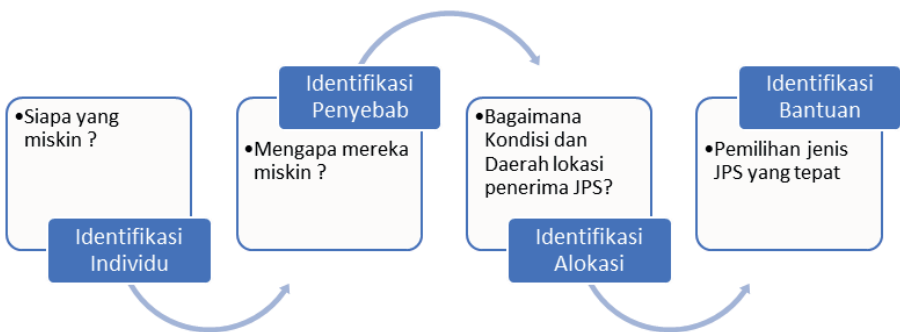 •Siapa yang
miskin ?
Identifikasi
Individu
Identifikasi
Penyebab
•Mengapa mereka
miskin ?
•Bagaimana
Kondisi dan
Daerah lokasi
penerima JPS?
Identifikasi
Alokasi
Identifikasi
Bantuan
•Pemilihan jenis
JPS yang tepat